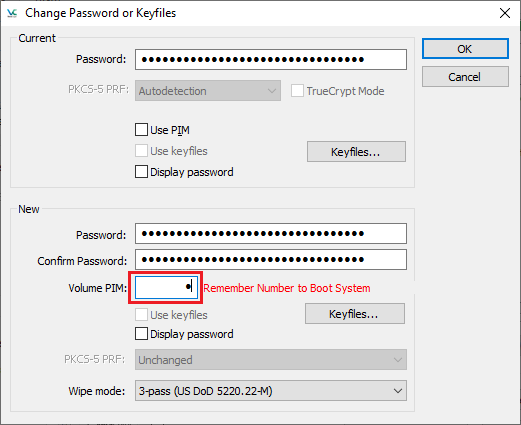 Change Password or Keyfiles
Current
OK
Password: ●●●●●●●●●●●●●●●●●●●●●●●●●●●●●●●●
Cancel
PKCS-5 PRF: Autodetection TrueCrypt Mode
Use PIM
Use keyfiles Keyfiles...
Display password
New
Password: ●●●●●●●●●●●●●●●●●●●●●●●●●●●●●●●●
Confirm Password: ●●●●●●●●●●●●●●●●●●●●●●●●●●●●●●●●
Volume PIM: ● Remember Number to Boot System
Use keyfiles Keyfiles...
Display password
PKCS-5 PRF: Unchanged
Wipe mode: 3-pass (US DoD 5220.22-M)